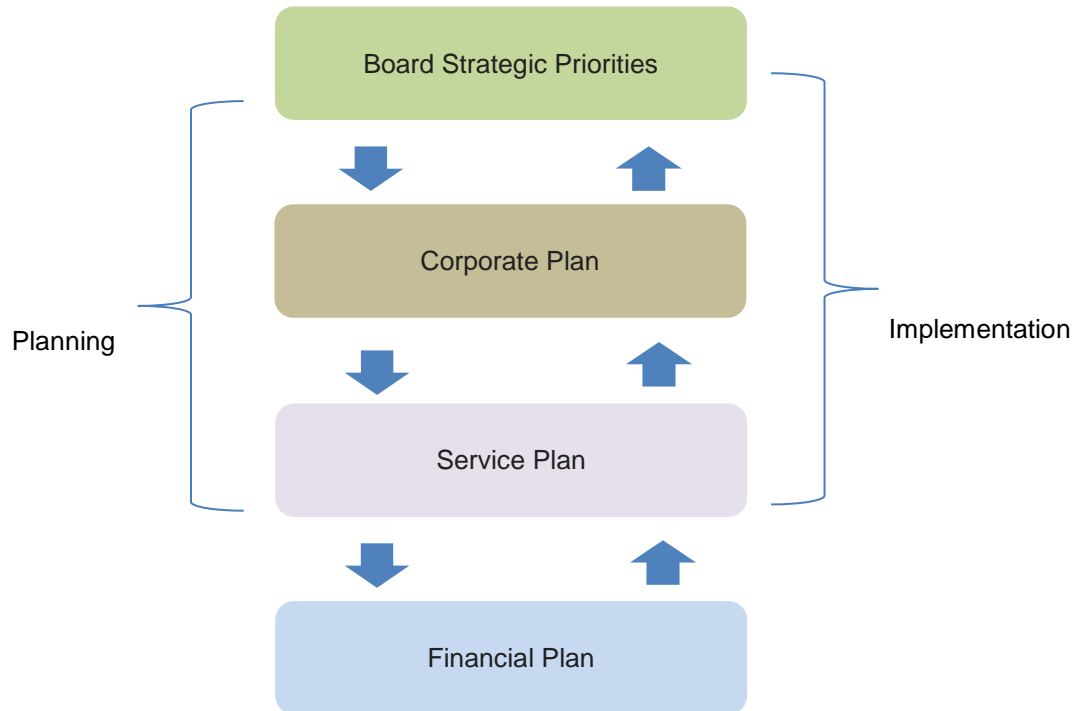 Board Strategic Priorities
Corporate Plan
Planning
Implementation
Service Plan
Financial Plan